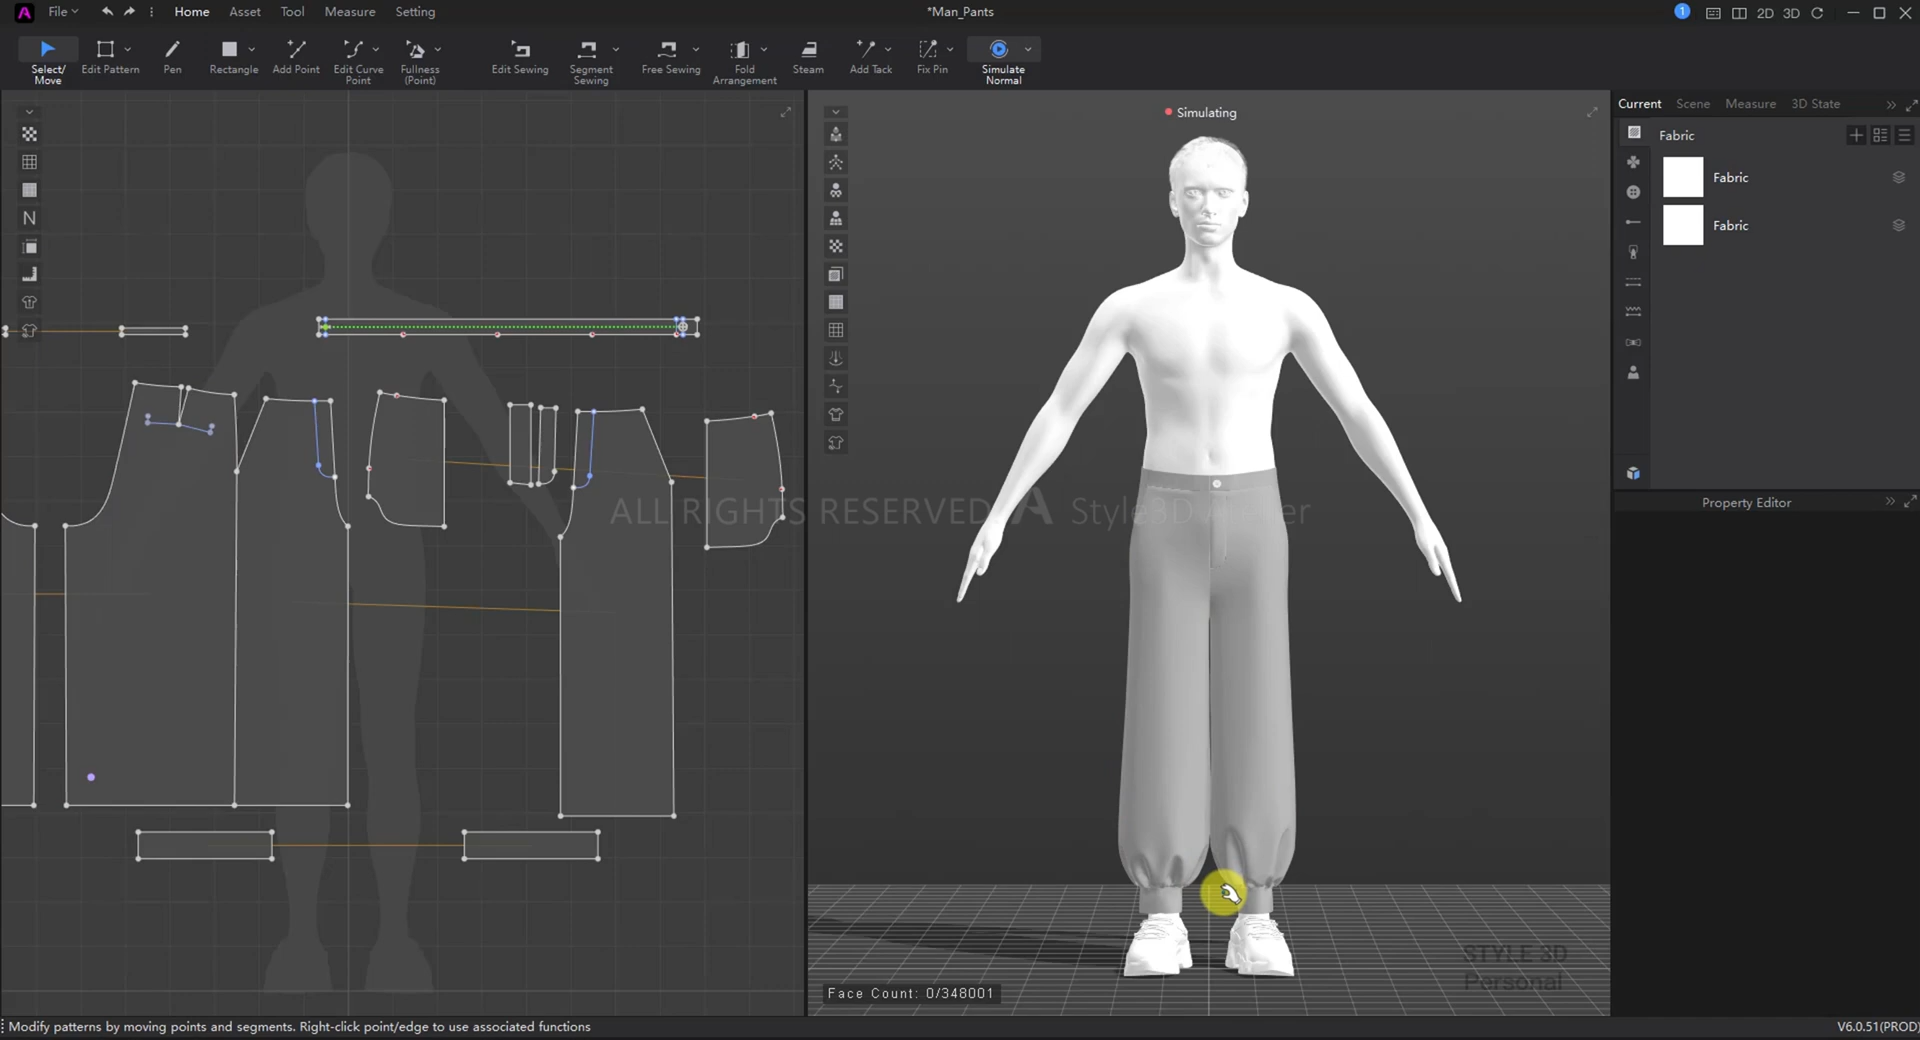 File
Home
Asset
Tool
Measure
Setting
*Man_Pants
1
2D
3D
Select/
Move
Edit Pattern
Pen
Rectangle
Add Point
Edit Curve
Point
Fullness
(Point)
Edit Sewing
Segment
Sewing
Free Sewing
Fold
Arrangement
Steam
Add Tack
Fix Pin
Simulate
Normal
Simulating
Current
Scene
Measure
3D State
Fabric
Fabric
Fabric
Property Editor
N
ALL RIGHTS RESERVED
Style3D Atelier
STYLE 3D
Personal
Face Count: 0/348001
Modify patterns by moving points and segments. Right-click point/edge to use associated functions
V6.0.51(PROD)